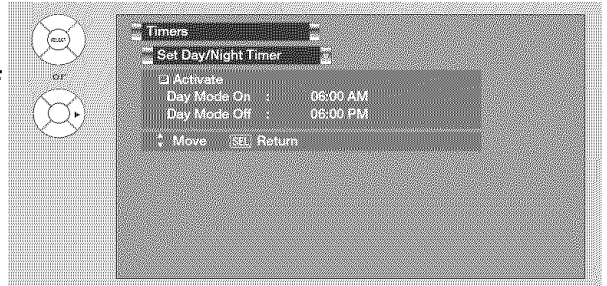 SELECT
or
Timers
Set Day/Night Timer
Activate
Day Mode On : 06:00 AM
Day Mode Off : 06:00 PM
Move SEL Return